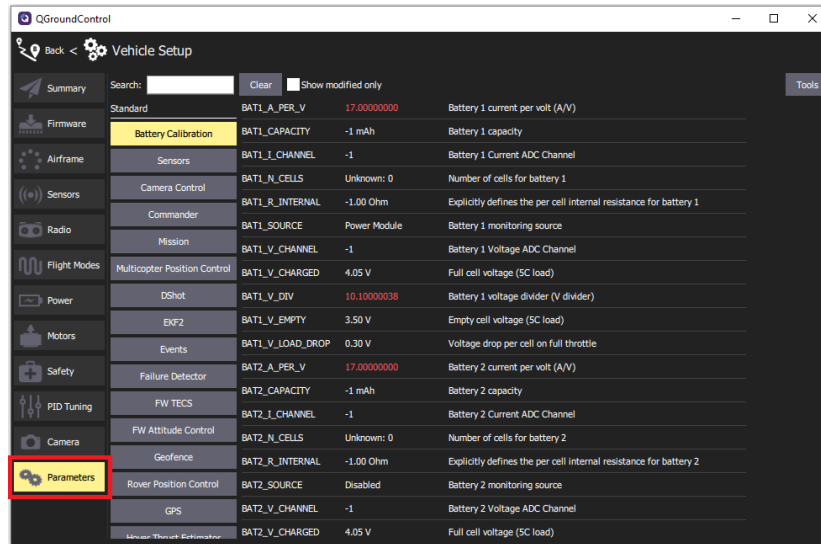 QGroundControl
Back < Vehicle Setup
Summary
Firmware
Airframe
Sensors
Radio
Flight Modes
Power
Motors
Safety
PID Tuning
Camera
Parameters
Search: Clear Show modified only Tools
Standard
Battery Calibration
Sensors
Camera Control
Commander
Mission
Multicopter Position Control
DShot
EKF2
Events
Failure Detector
FW TECS
FW Attitude Control
Geofence
Rover Position Control
GPS
Hover Thrust Estimator
BAT1_A_PER_V 17.00000000 Battery 1 current per volt (A/V)
BAT1_CAPACITY -1 mAh Battery 1 capacity
BAT1_I_CHANNEL -1 Battery 1 Current ADC Channel
BAT1_N_CELLS Unknown: 0 Number of cells for battery 1
BAT1_R_INTERNAL -1.00 Ohm Explicitly defines the per cell internal resistance for battery 1
BAT1_SOURCE Power Module Battery 1 monitoring source
BAT1_V_CHANNEL -1 Battery 1 Voltage ADC Channel
BAT1_V_CHARGED 4.05 V Full cell voltage (5C load)
BAT1_V_DIV 10.10000038 Battery 1 voltage divider (V divider)
BAT1_V_EMPTY 3.50 V Empty cell voltage (5C load)
BAT1_V_LOAD_DROP 0.30 V Voltage drop per cell on full throttle
BAT2_A_PER_V 17.00000000 Battery 2 current per volt (A/V)
BAT2_CAPACITY -1 mAh Battery 2 capacity
BAT2_I_CHANNEL -1 Battery 2 Current ADC Channel
BAT2_N_CELLS Unknown: 0 Number of cells for battery 2
BAT2_R_INTERNAL -1.00 Ohm Explicitly defines the per cell internal resistance for battery 2
BAT2_SOURCE Disabled Battery 2 monitoring source
BAT2_V_CHANNEL -1 Battery 2 Voltage ADC Channel
BAT2_V_CHARGED 4.05 V Full cell voltage (5C load)